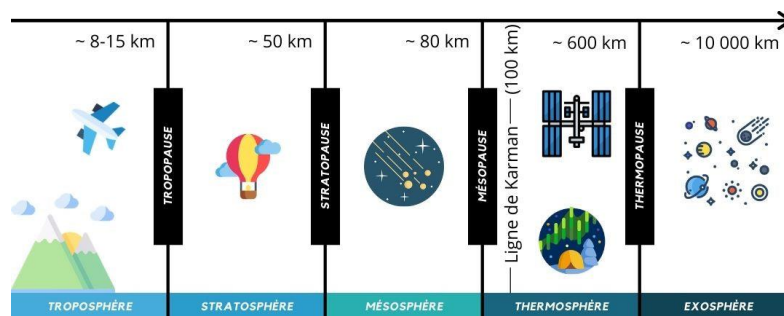 ~ 8-15 km
~ 50 km
~ 80 km
~ 600 km
~ 10 000 km
TROPOPAUSE
STRATOPAUSE
MÉSOPAUSE
Ligne de Karman — (100 km)
THERMOPAUSE
TROPOSPHÈRE
STRATOSPHÈRE
MÉSOSPHÈRE
THERMOSPHÈRE
EXOSPHÈRE